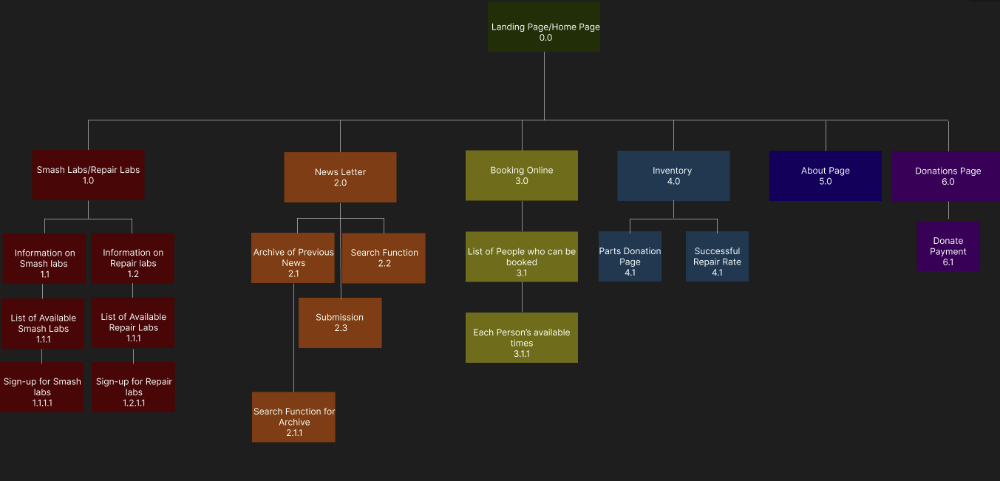 Landing Page/Home Page
0.0
Smash Labs/Repair Labs
1.0
News Letter
2.0
Booking Online
3.0
Inventory
4.0
About Page
5.0
Donations Page
6.0
Information on
Smash labs
1.1
Information on
Repair labs
1.2
Archive of Previous
News
2.1
Search Function
2.2
List of People who can be
booked
3.1
Parts Donation
Page
4.1
Successful
Repair Rate
4.1
Donate
Payment
6.1
List of Available
Smash Labs
1.1.1
List of Available
Repair Labs
1.1.1
Submission
2.3
Each Person’s available
times
3.1.1
Sign-up for Smash
labs
1.1.1.1
Sign-up for Repair
labs
1.2.1.1
Search Function for
Archive
2.1.1